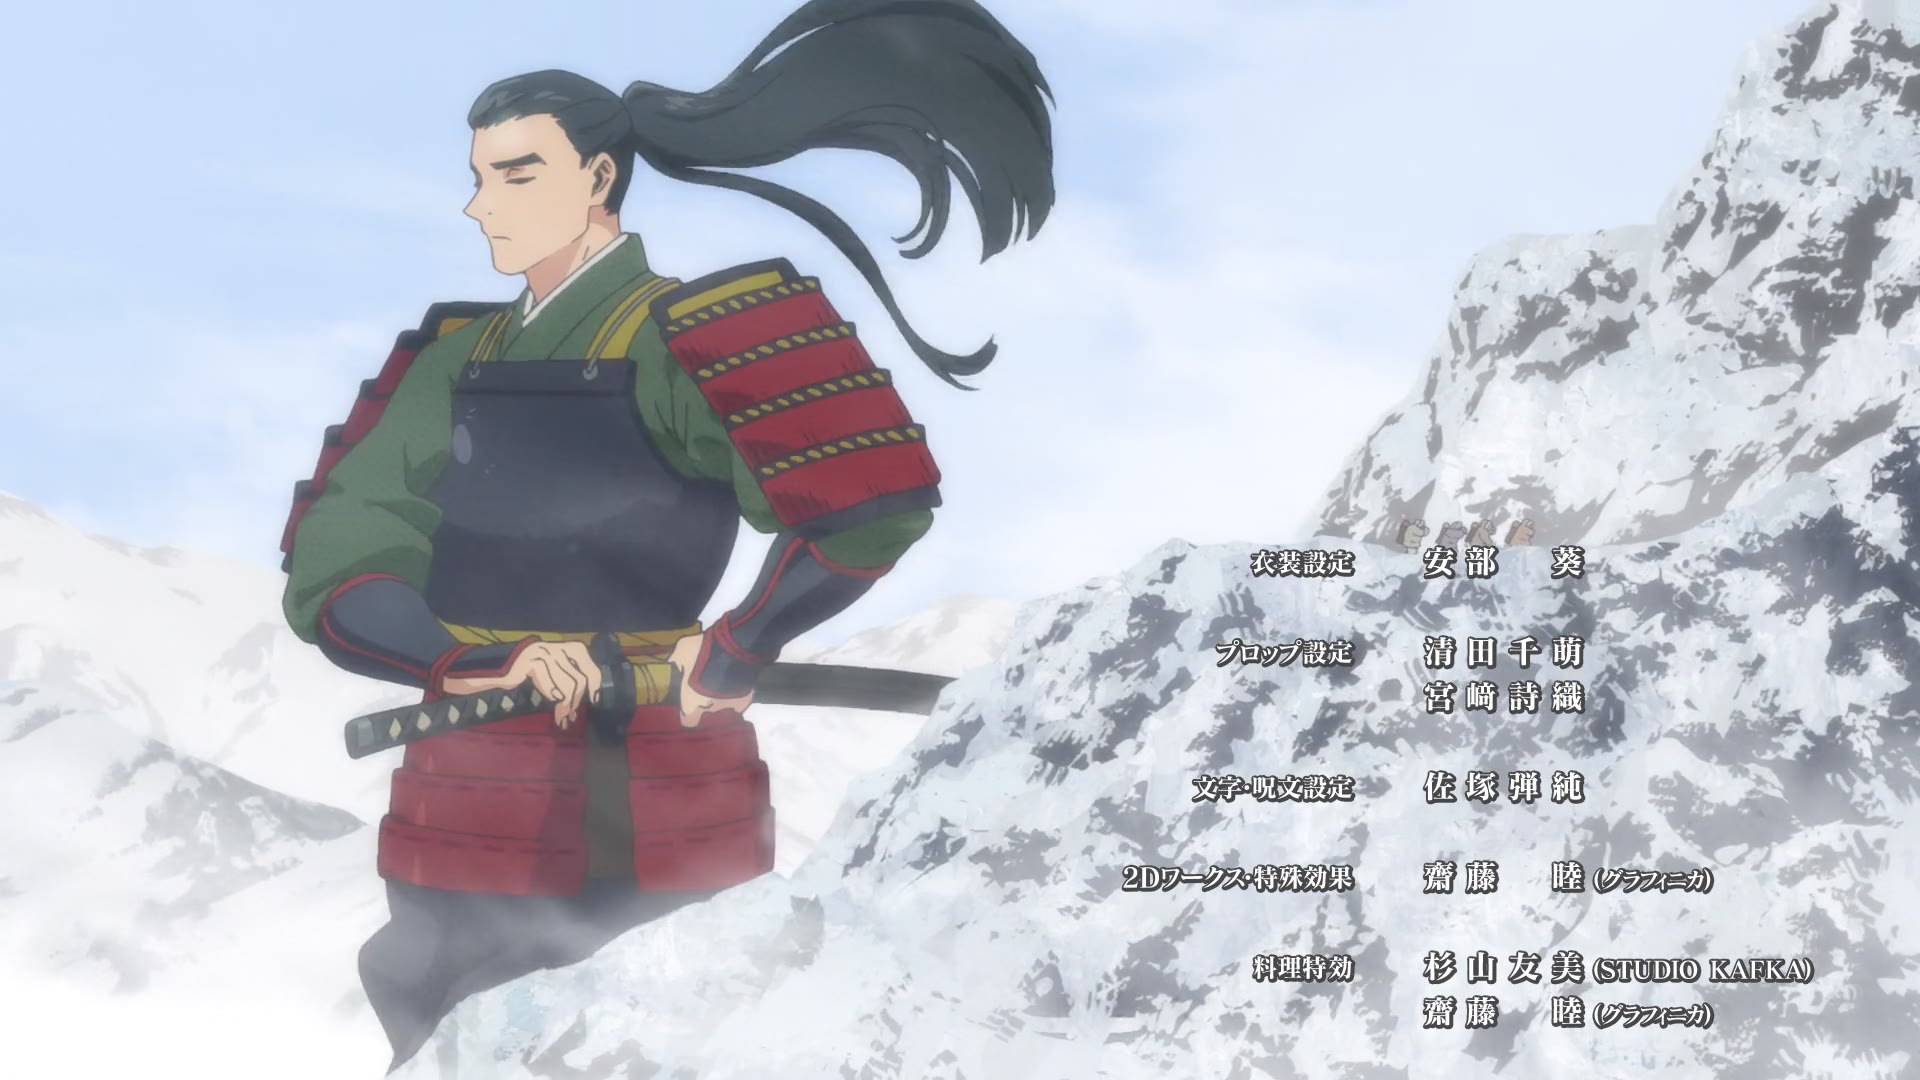 衣装設定 安部 葵
プロップ設定 清田千萌
宮﨑詩織
文字・呪文設定 佐塚弾純
2Dワークス・特殊効果 齋藤 睦(グラフィニカ)
料理特効 杉山友美(STUDIO KAFKA)
齋藤 睦(グラフィニカ)